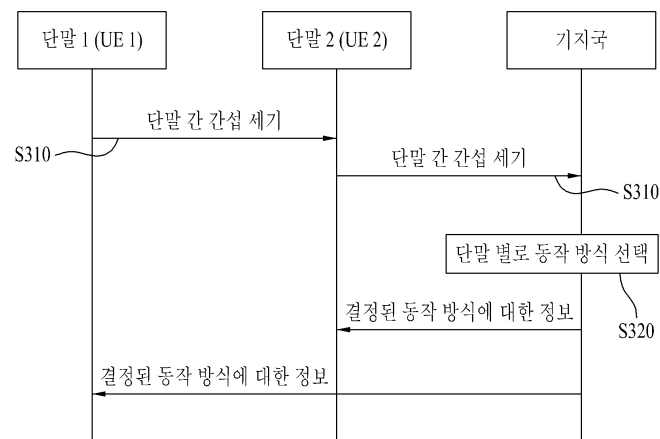 단말 1 (UE 1)
단말 2 (UE 2)
기지국
단말 간 간섭 세기
S310
단말 간 간섭 세기
S310
단말 별로 동작 방식 선택
S320
결정된 동작 방식에 대한 정보
결정된 동작 방식에 대한 정보